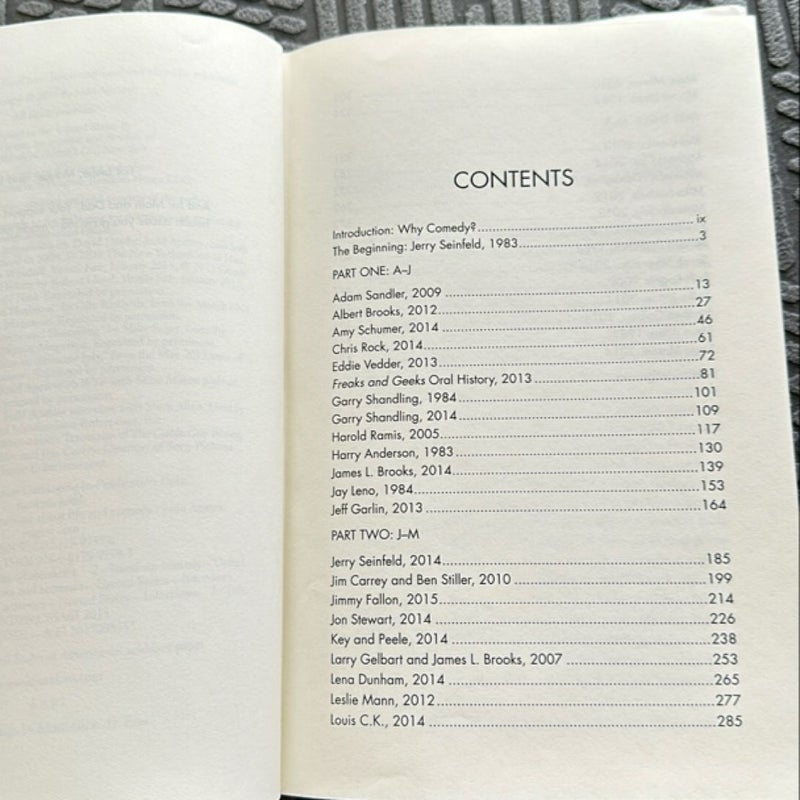 CONTENTS
Introduction: Why Comedy?........ix
The Beginning: Jerry Seinfeld, 1983........3
PART ONE: A–J
Adam Sandler, 2009........13
Albert Brooks, 2012........27
Amy Schumer, 2014........46
Chris Rock, 2014........61
Eddie Vedder, 2013........72
Freaks and Geeks Oral History, 2013........81
Garry Shandling, 1984........101
Garry Shandling, 2014........109
Harold Ramis, 2005........117
Harry Anderson, 1983........130
James L. Brooks, 2014........139
Jay Leno, 1984........153
Jeff Garlin, 2013........164
PART TWO: J–M
Jerry Seinfeld, 2014........185
Jim Carrey and Ben Stiller, 2010........199
Jimmy Fallon, 2015........214
Jon Stewart, 2014........226
Key and Peele, 2014........238
Larry Gelbart and James L. Brooks, 2007........253
Lena Dunham, 2014........265
Leslie Mann, 2012........277
Louis C.K., 2014........285